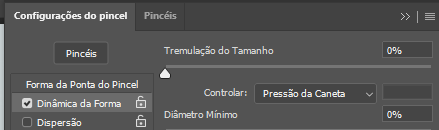 Configurações do pincel Pincéis
Pincéis Tremulação do Tamanho 0%
Forma da Ponta do Pincel
Controlar: Pressão da Caneta
Dinâmica da Forma
Diâmetro Mínimo 0%
Dispersão